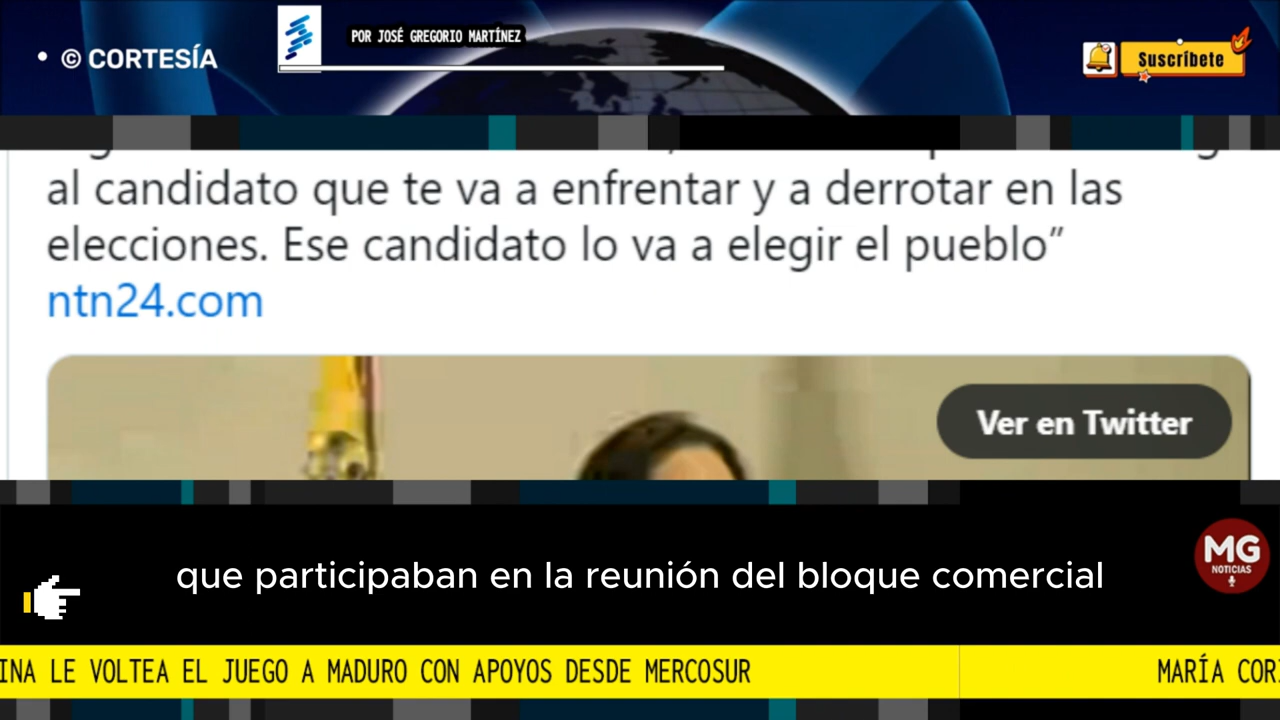 © CORTESÍA
POR JOSÉ GREGORIO MARTÍNEZ
Suscríbete
al candidato que te va a enfrentar y a derrotar en las
elecciones. Ese candidato lo va a elegir el pueblo”
ntn24.com
Ver en Twitter
que participaban en la reunión del bloque comercial
MG
NOTICIAS
INA LE VOLTEA EL JUEGO A MADURO CON APOYOS DESDE MERCOSUR
MARÍA COR